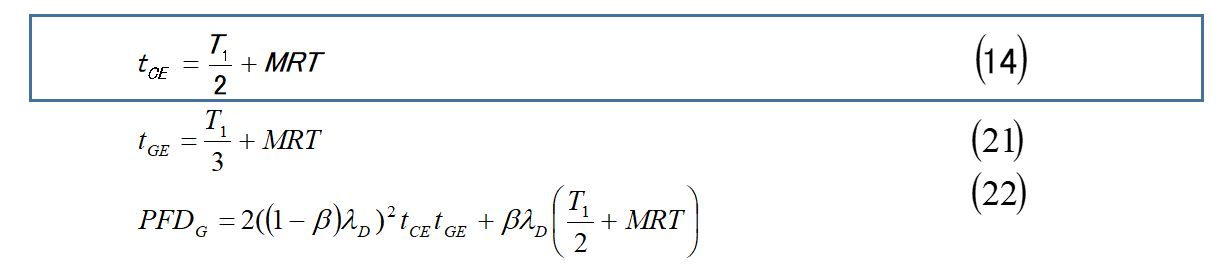 t_CE = T_1/2 + MRT (14)
t_GE = T_1/3 + MRT (21)
(22)
PFD_G = 2((1 − β)λ_D)^2 t_CE t_GE + βλ_D(T_1/2 + MRT)